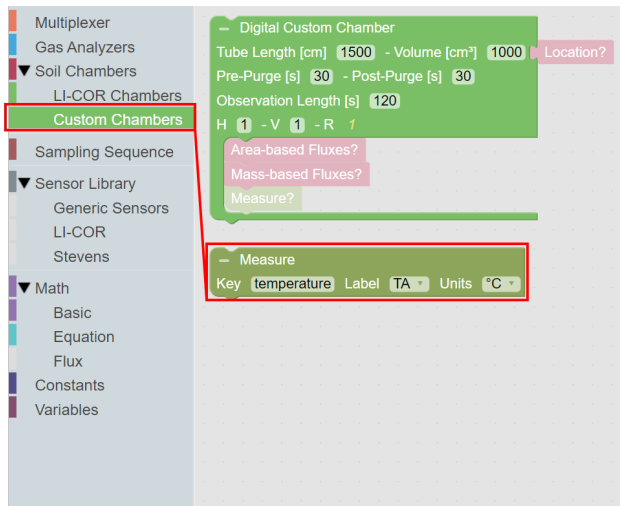 Multiplexer
Gas Analyzers
▼ Soil Chambers
LI-COR Chambers
Custom Chambers
Sampling Sequence
▼ Sensor Library
Generic Sensors
LI-COR
Stevens
▼ Math
Basic
Equation
Flux
Constants
Variables
− Digital Custom Chamber
Tube Length [cm] 1500 - Volume [cm³] 1000 Location?
Pre-Purge [s] 30 - Post-Purge [s] 30
Observation Length [s] 120
H 1 - V 1 - R 1
Area-based Fluxes?
Mass-based Fluxes?
Measure?
− Measure
Key temperature Label TA ▾ Units °C ▾